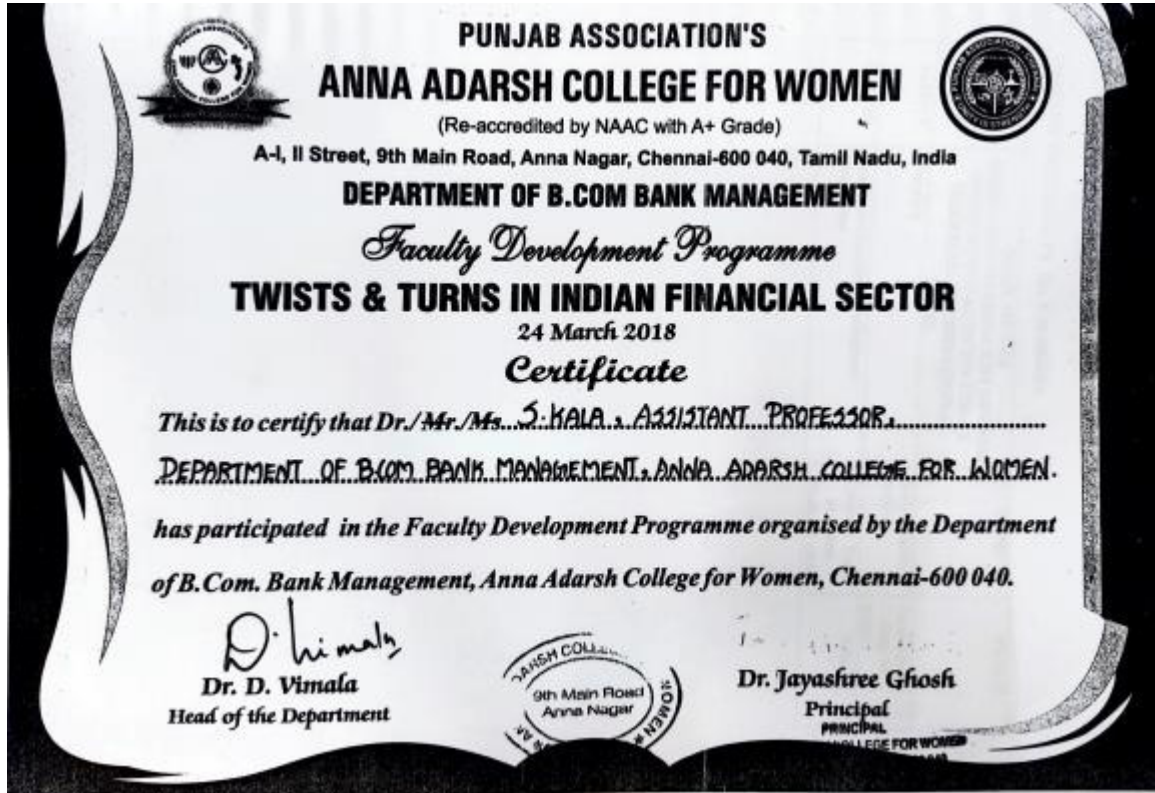 PUNJAB ASSOCIATION'S
ANNA ADARSH COLLEGE FOR WOMEN
(Re-accredited by NAAC with A+ Grade)
A-I, II Street, 9th Main Road, Anna Nagar, Chennai-600 040, Tamil Nadu, India
DEPARTMENT OF B.COM BANK MANAGEMENT
Faculty Development Programme
TWISTS & TURNS IN INDIAN FINANCIAL SECTOR
24 March 2018
Certificate
This is to certify that Dr./Mr./Ms. S. KALA, ASSISTANT PROFESSOR,
DEPARTMENT OF B.COM BANK MANAGEMENT, ANNA ADARSH COLLEGE FOR WOMEN.
has participated in the Faculty Development Programme organised by the Department
of B.Com. Bank Management, Anna Adarsh College for Women, Chennai-600 040.
D. Vimala
Dr. D. Vimala
Head of the Department
9th Main Road
Anna Nagar
Dr. Jayashree Ghosh
Principal
PRINCIPAL
FOR WOMEN